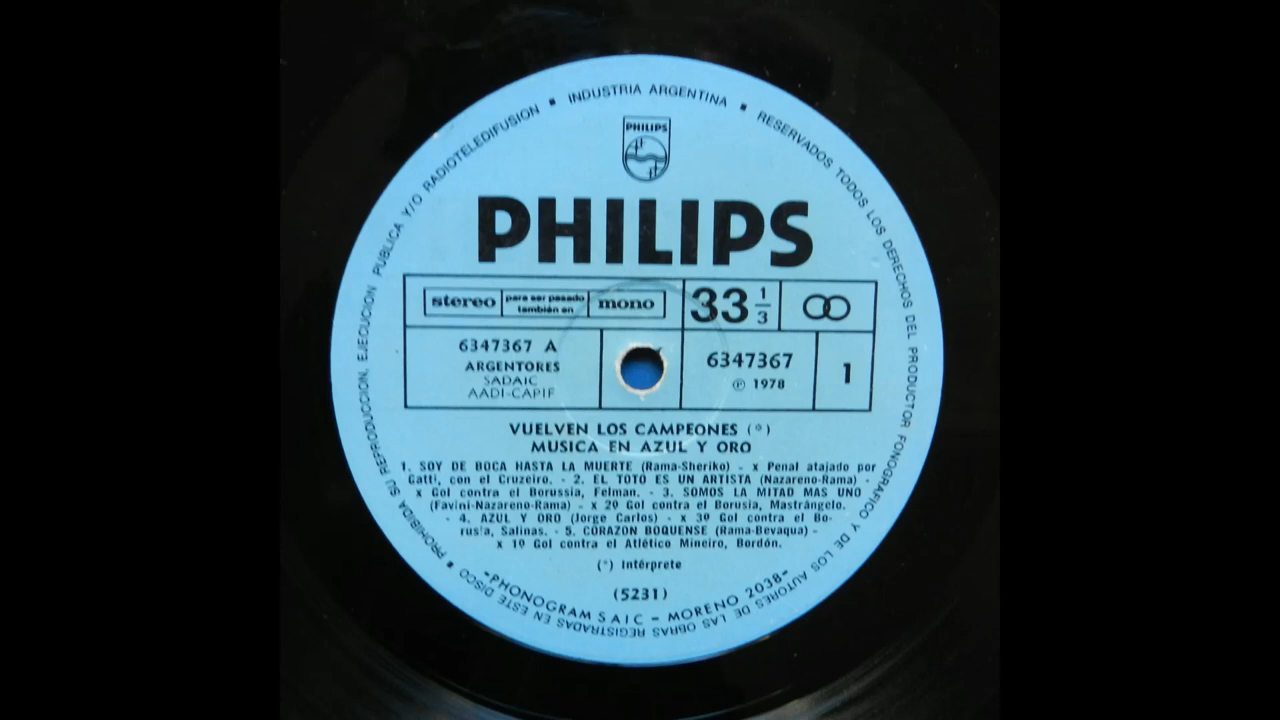 INDUSTRIA ARGENTINA ▪ RESERVADOS TODOS LOS DERECHOS DEL PRODUCTOR FONOGRAFICO Y DE LOS AUTORES DE LAS OBRAS REGISTRADAS EN ESTE DISCO ▪ PROHIBIDA SU REPRODUCCION, EJECUCION PUBLICA Y/O RADIOTELEDIFUSION ▪
PHILIPS
PHILIPS
stereo para ser pasado también en mono 33 1/3
6347367 A
ARGENTORES
SADAIC
AADI-CAPIF
6347367
℗ 1978
1
VUELVEN LOS CAMPEONES (*)
MUSICA EN AZUL Y ORO
1. SOY DE BOCA HASTA LA MUERTE (Rama-Sheriko) - x Penal atajado por
Gatti, con el Cruzeiro. - 2. EL TOTO ES UN ARTISTA (Nazareno-Rama) -
x Gol contra el Borussia, Felman. - 3. SOMOS LA MITAD MAS UNO
(Favini-Nazareno-Rama) - x 2º Gol contra el Borusia, Mastrángelo.
- 4. AZUL Y ORO (Jorge Carlos) - x 3º Gol contra el Bo-
rusia, Salinas. - 5. CORAZON BOQUENSE (Rama-Bevaqua) -
x 1º Gol contra el Atlético Mineiro, Bordón.
(*) Intérprete
(5231)
-PHONOGRAM SAIC - MORENO 2038-